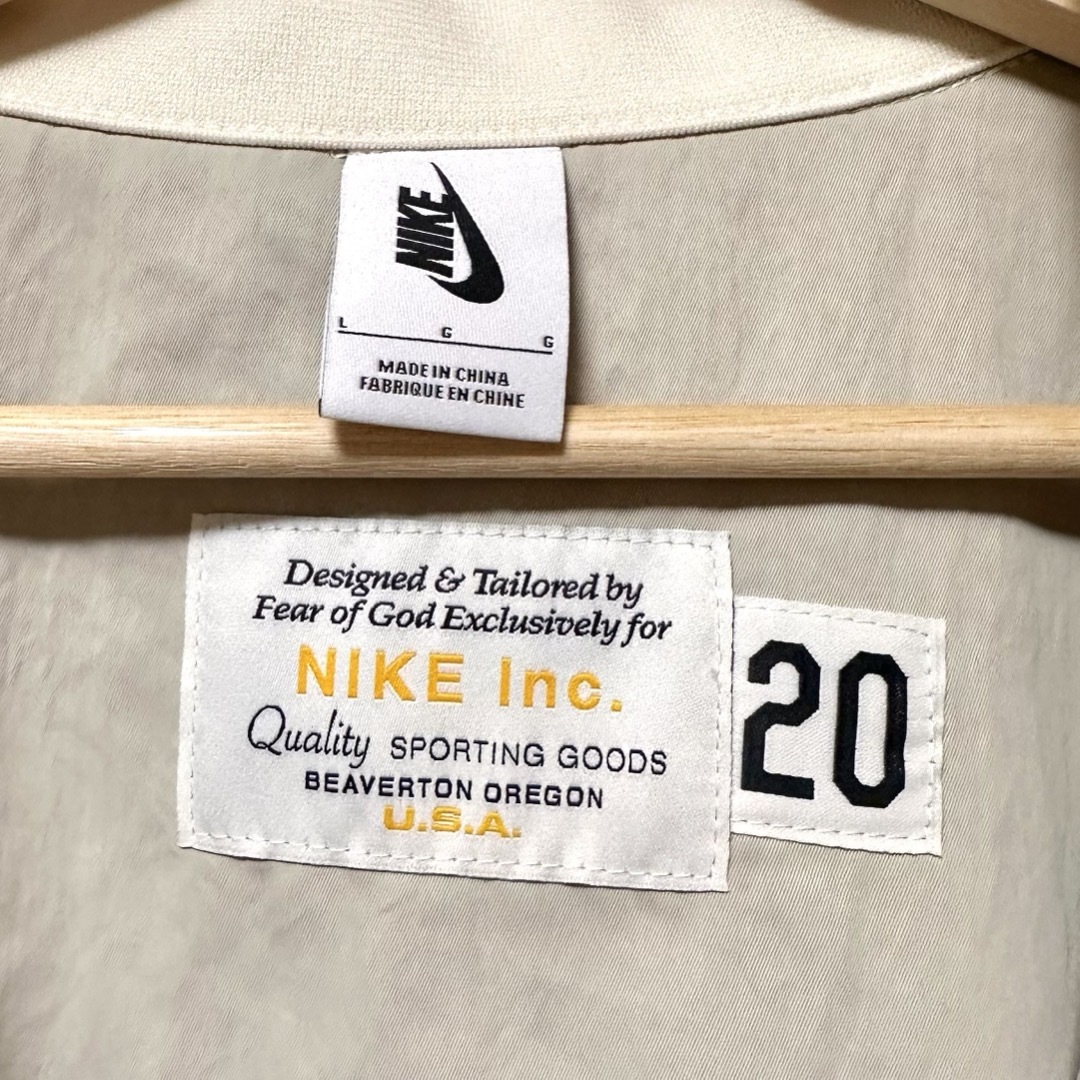 NIKE
L G G
MADE IN CHINA
FABRIQUE EN CHINE
Designed & Tailored by
Fear of God Exclusively for
NIKE Inc.
Quality SPORTING GOODS
BEAVERTON OREGON
U.S.A.
20